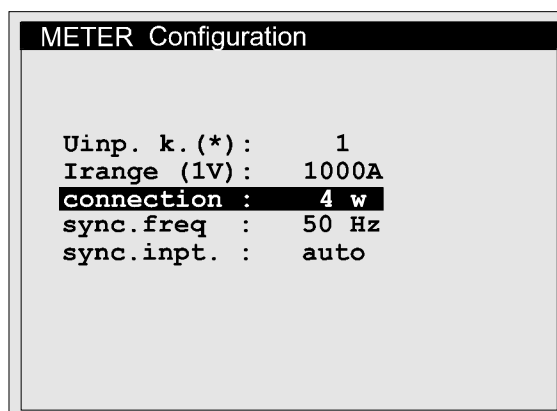 METER Configuration
Uinp. k.(*): 1
Irange (1V): 1000A
connection : 4 w
sync.freq : 50 Hz
sync.inpt. : auto